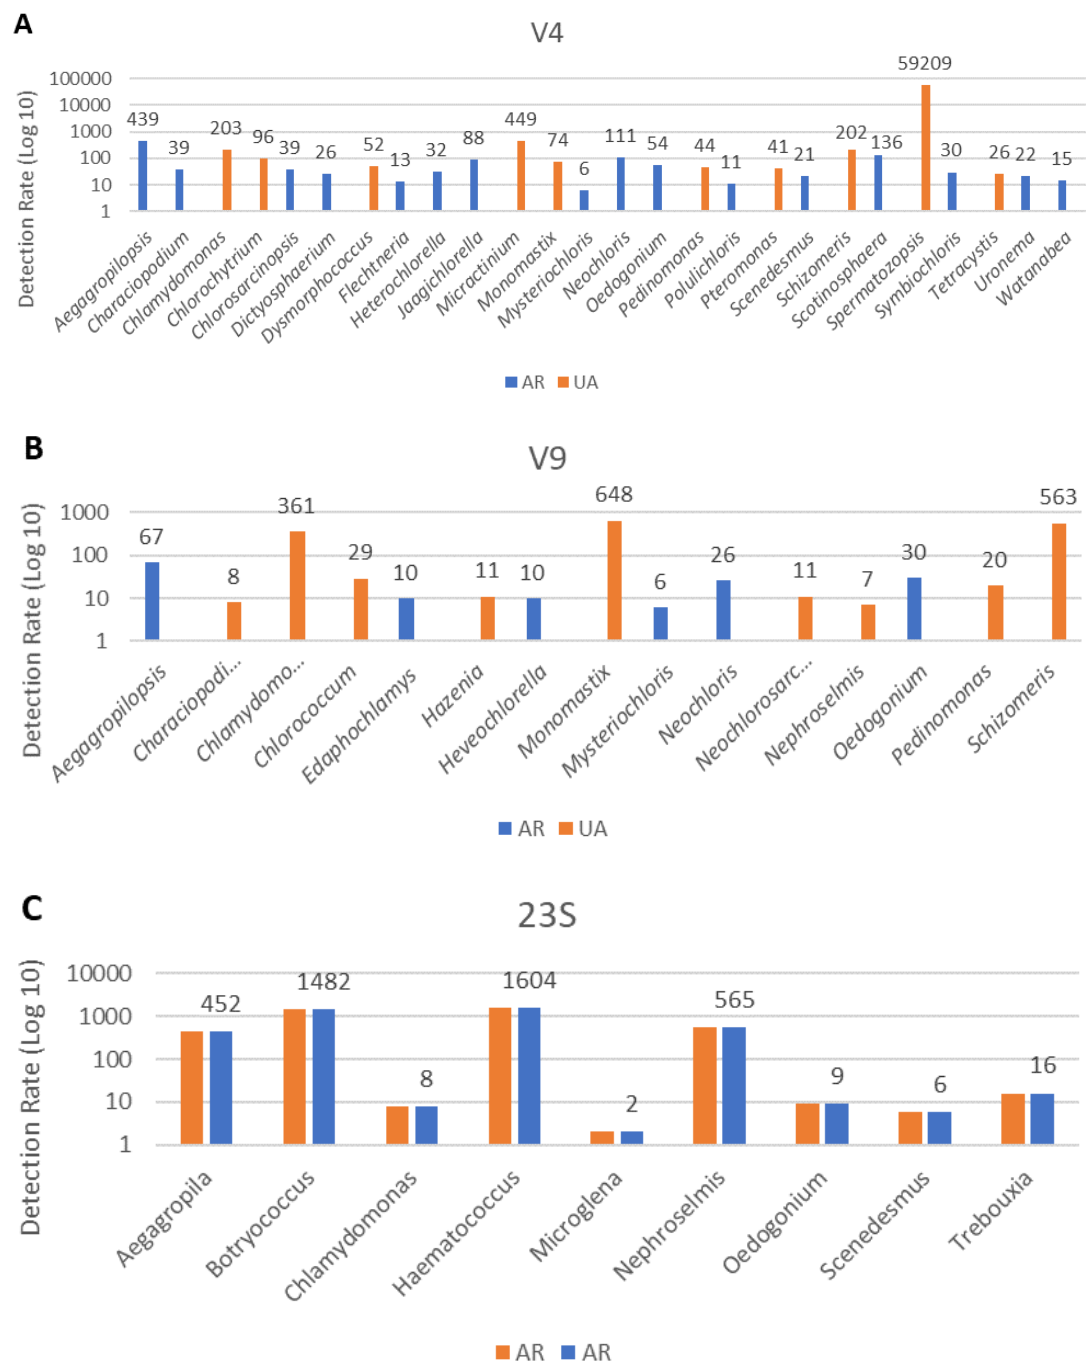 A
V4
Detection Rate (Log 10)
100000
10000
1000
100
10
1
439
39
203
96
39
26
52
13
32
88
449
74
6
111
54
44
11
41
21
202
136
59209
30
26
22
15
Aegagropilopsis
Characiopodium
Chlamydomonas
Chlorochytrium
Chlorosarcinopsis
Dictyosphaerium
Dysmorphococcus
Flechtneria
Heterochlorella
Jaagichlorella
Micractinium
Monomastix
Mysteriochloris
Neochloris
Oedogonium
Pedinomonas
Polulichloris
Pteromonas
Scenedesmus
Schizomeris
Scotinosphaera
Spermatozopsis
Symbiochloris
Tetracystis
Uronema
Watanabea
AR UA
B
V9
Detection Rate (Log 10)
1000
100
10
1
67
8
361
29
10
11
10
648
6
26
11
7
30
20
563
Aegagropilopsis
Characiopodi...
Chlamydomo...
Chlorococcum
Edaphochlamys
Hazenia
Heveochlorella
Monomastix
Mysteriochloris
Neochloris
Neochlorosarc...
Nephroselmis
Oedogonium
Pedinomonas
Schizomeris
AR UA
C
23S
Detection Rate (Log 10)
10000
1000
100
10
1
452
1482
8
1604
2
565
9
6
16
Aegagropila
Botryococcus
Chlamydomonas
Haematococcus
Microglena
Nephroselmis
Oedogonium
Scenedesmus
Trebouxia
AR AR